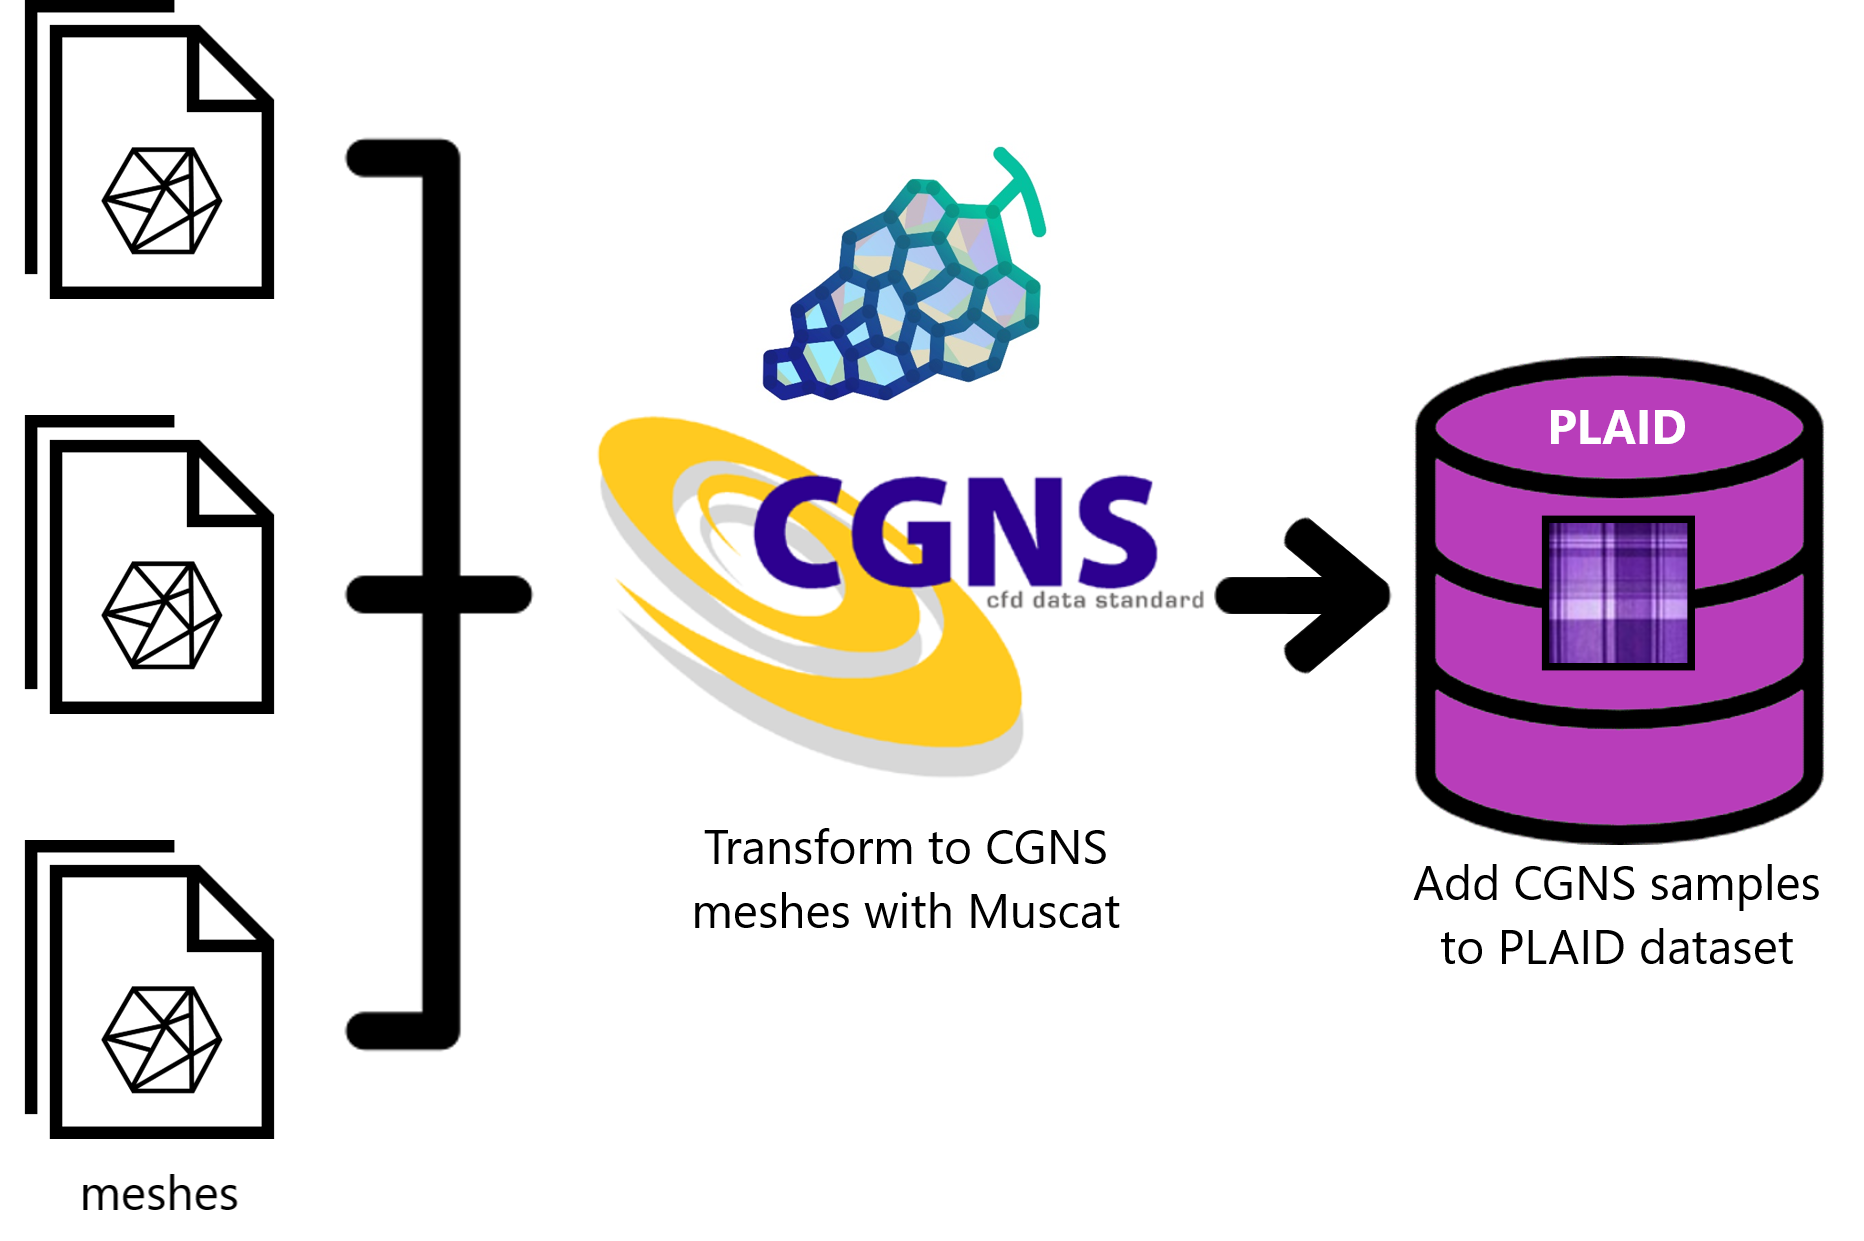 meshes
CGNS
cfd data standard
Transform to CGNS
meshes with Muscat
PLAID
Add CGNS samples
to PLAID dataset